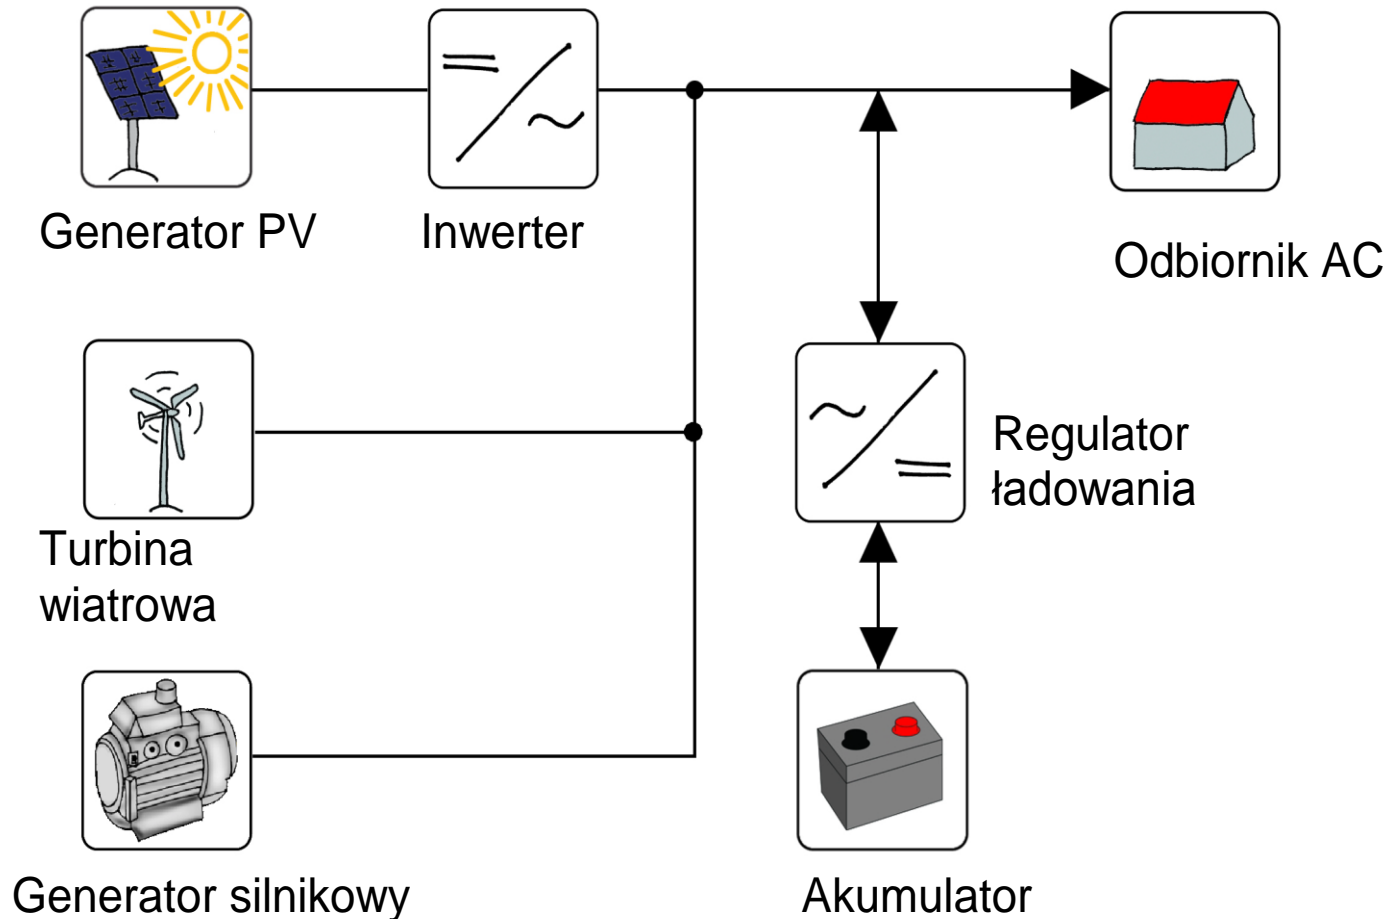 Generator PV
Inwerter
Odbiornik AC
Turbina
wiatrowa
Regulator
ładowania
Generator silnikowy
Akumulator